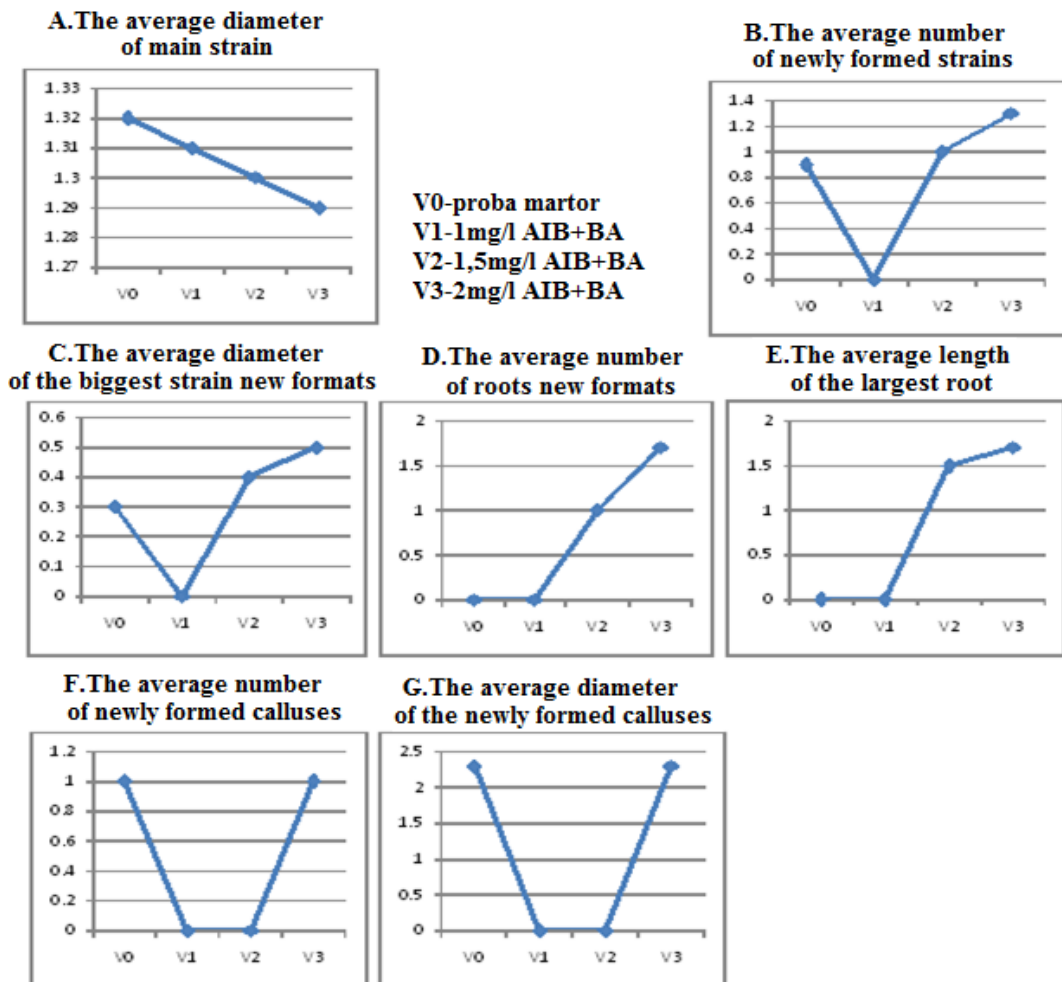 A.The average diameter
of main strain
1.33
1.32
1.31
1.3
1.29
1.28
1.27
V0 V1 V2 V3
V0-proba martor
V1-1mg/l AIB+BA
V2-1,5mg/l AIB+BA
V3-2mg/l AIB+BA
B.The average number
of newly formed strains
1.4
1.2
1
0.8
0.6
0.4
0.2
0
V0 V1 V2 V3
C.The average diameter
of the biggest strain new formats
0.6
0.5
0.4
0.3
0.2
0.1
0
V0 V1 V2 V3
D.The average number
of roots new formats
2
1.5
1
0.5
0
V0 V1 V2 V3
E.The average length
of the largest root
2
1.5
1
0.5
0
V0 V1 V2 V3
F.The average number
of newly formed calluses
1.2
1
0.8
0.6
0.4
0.2
0
V0 V1 V2 V3
G.The average diameter
of the newly formed calluses
2.5
2
1.5
1
0.5
0
V0 V1 V2 V3